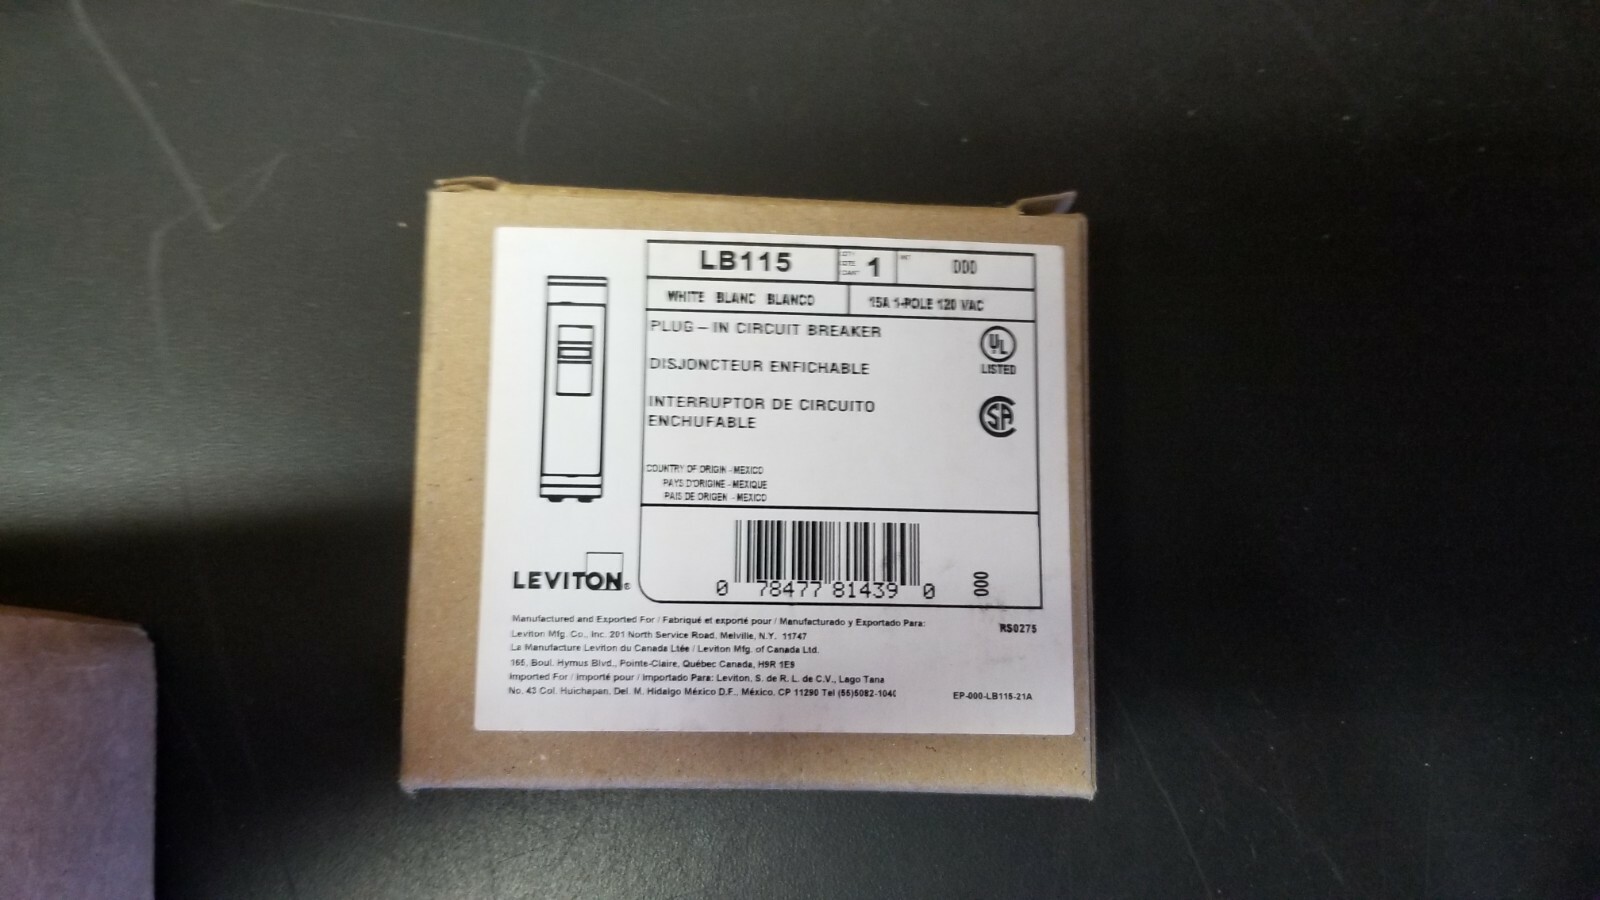 LB115
1
000
WHITE BLANC BLANCO
15A 1-POLE 120 VAC
PLUG – IN CIRCUIT BREAKER
UL
LISTED
DISJONCTEUR ENFICHABLE
INTERRUPTOR DE CIRCUITO
ENCHUFABLE
SA
COUNTRY OF ORIGIN - MEXICO
PAYS D'ORIGINE - MEXIQUE
PAIS DE ORIGEN - MEXICO
0 78477 81439 0
000
LEVITON®
Manufactured and Exported For / Fabriqué et exporté pour / Manufacturado y Exportado Para:
RS0275
Leviton Mfg. Co., Inc. 201 North Service Road, Melville, N.Y. 11747
La Manufacture Leviton du Canada Ltée / Leviton Mfg. of Canada Ltd.
165, Boul. Hymus Blvd., Pointe-Claire, Québec Canada, H9R 1E9
Imported For / importé pour / Importado Para: Leviton, S. de R. L. de C.V., Lago Tana
No. 43 Col. Huichapan, Del. M. Hidalgo México D.F., México. CP 11290 Tel (55)5082-1040
EP-000-LB115-21A